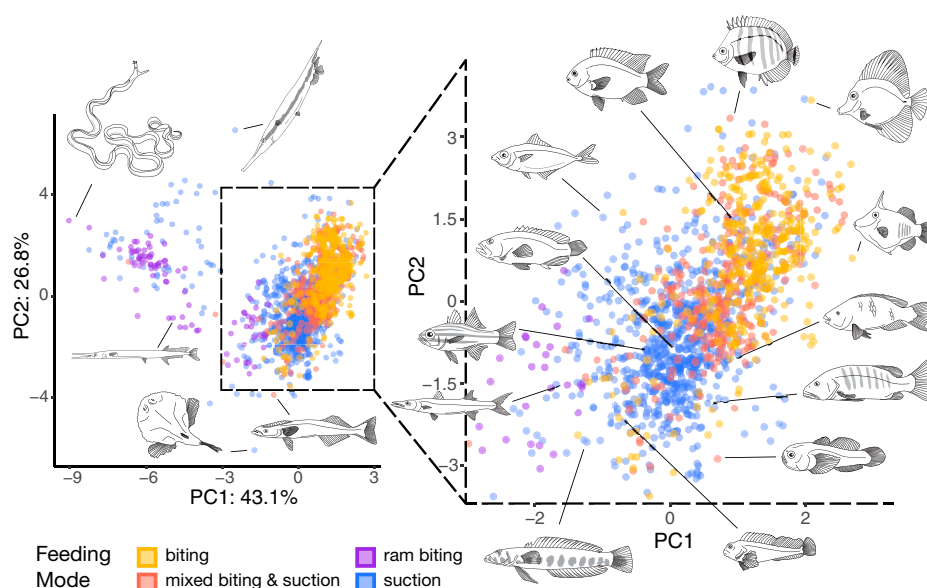 4
0
−4
PC2: 26.8%
−9
−6
−3
0
3
PC1: 43.1%
3
1.5
0
−1.5
−3
PC2
−2
0
2
PC1
Feeding
Mode
biting
mixed biting & suction
ram biting
suction